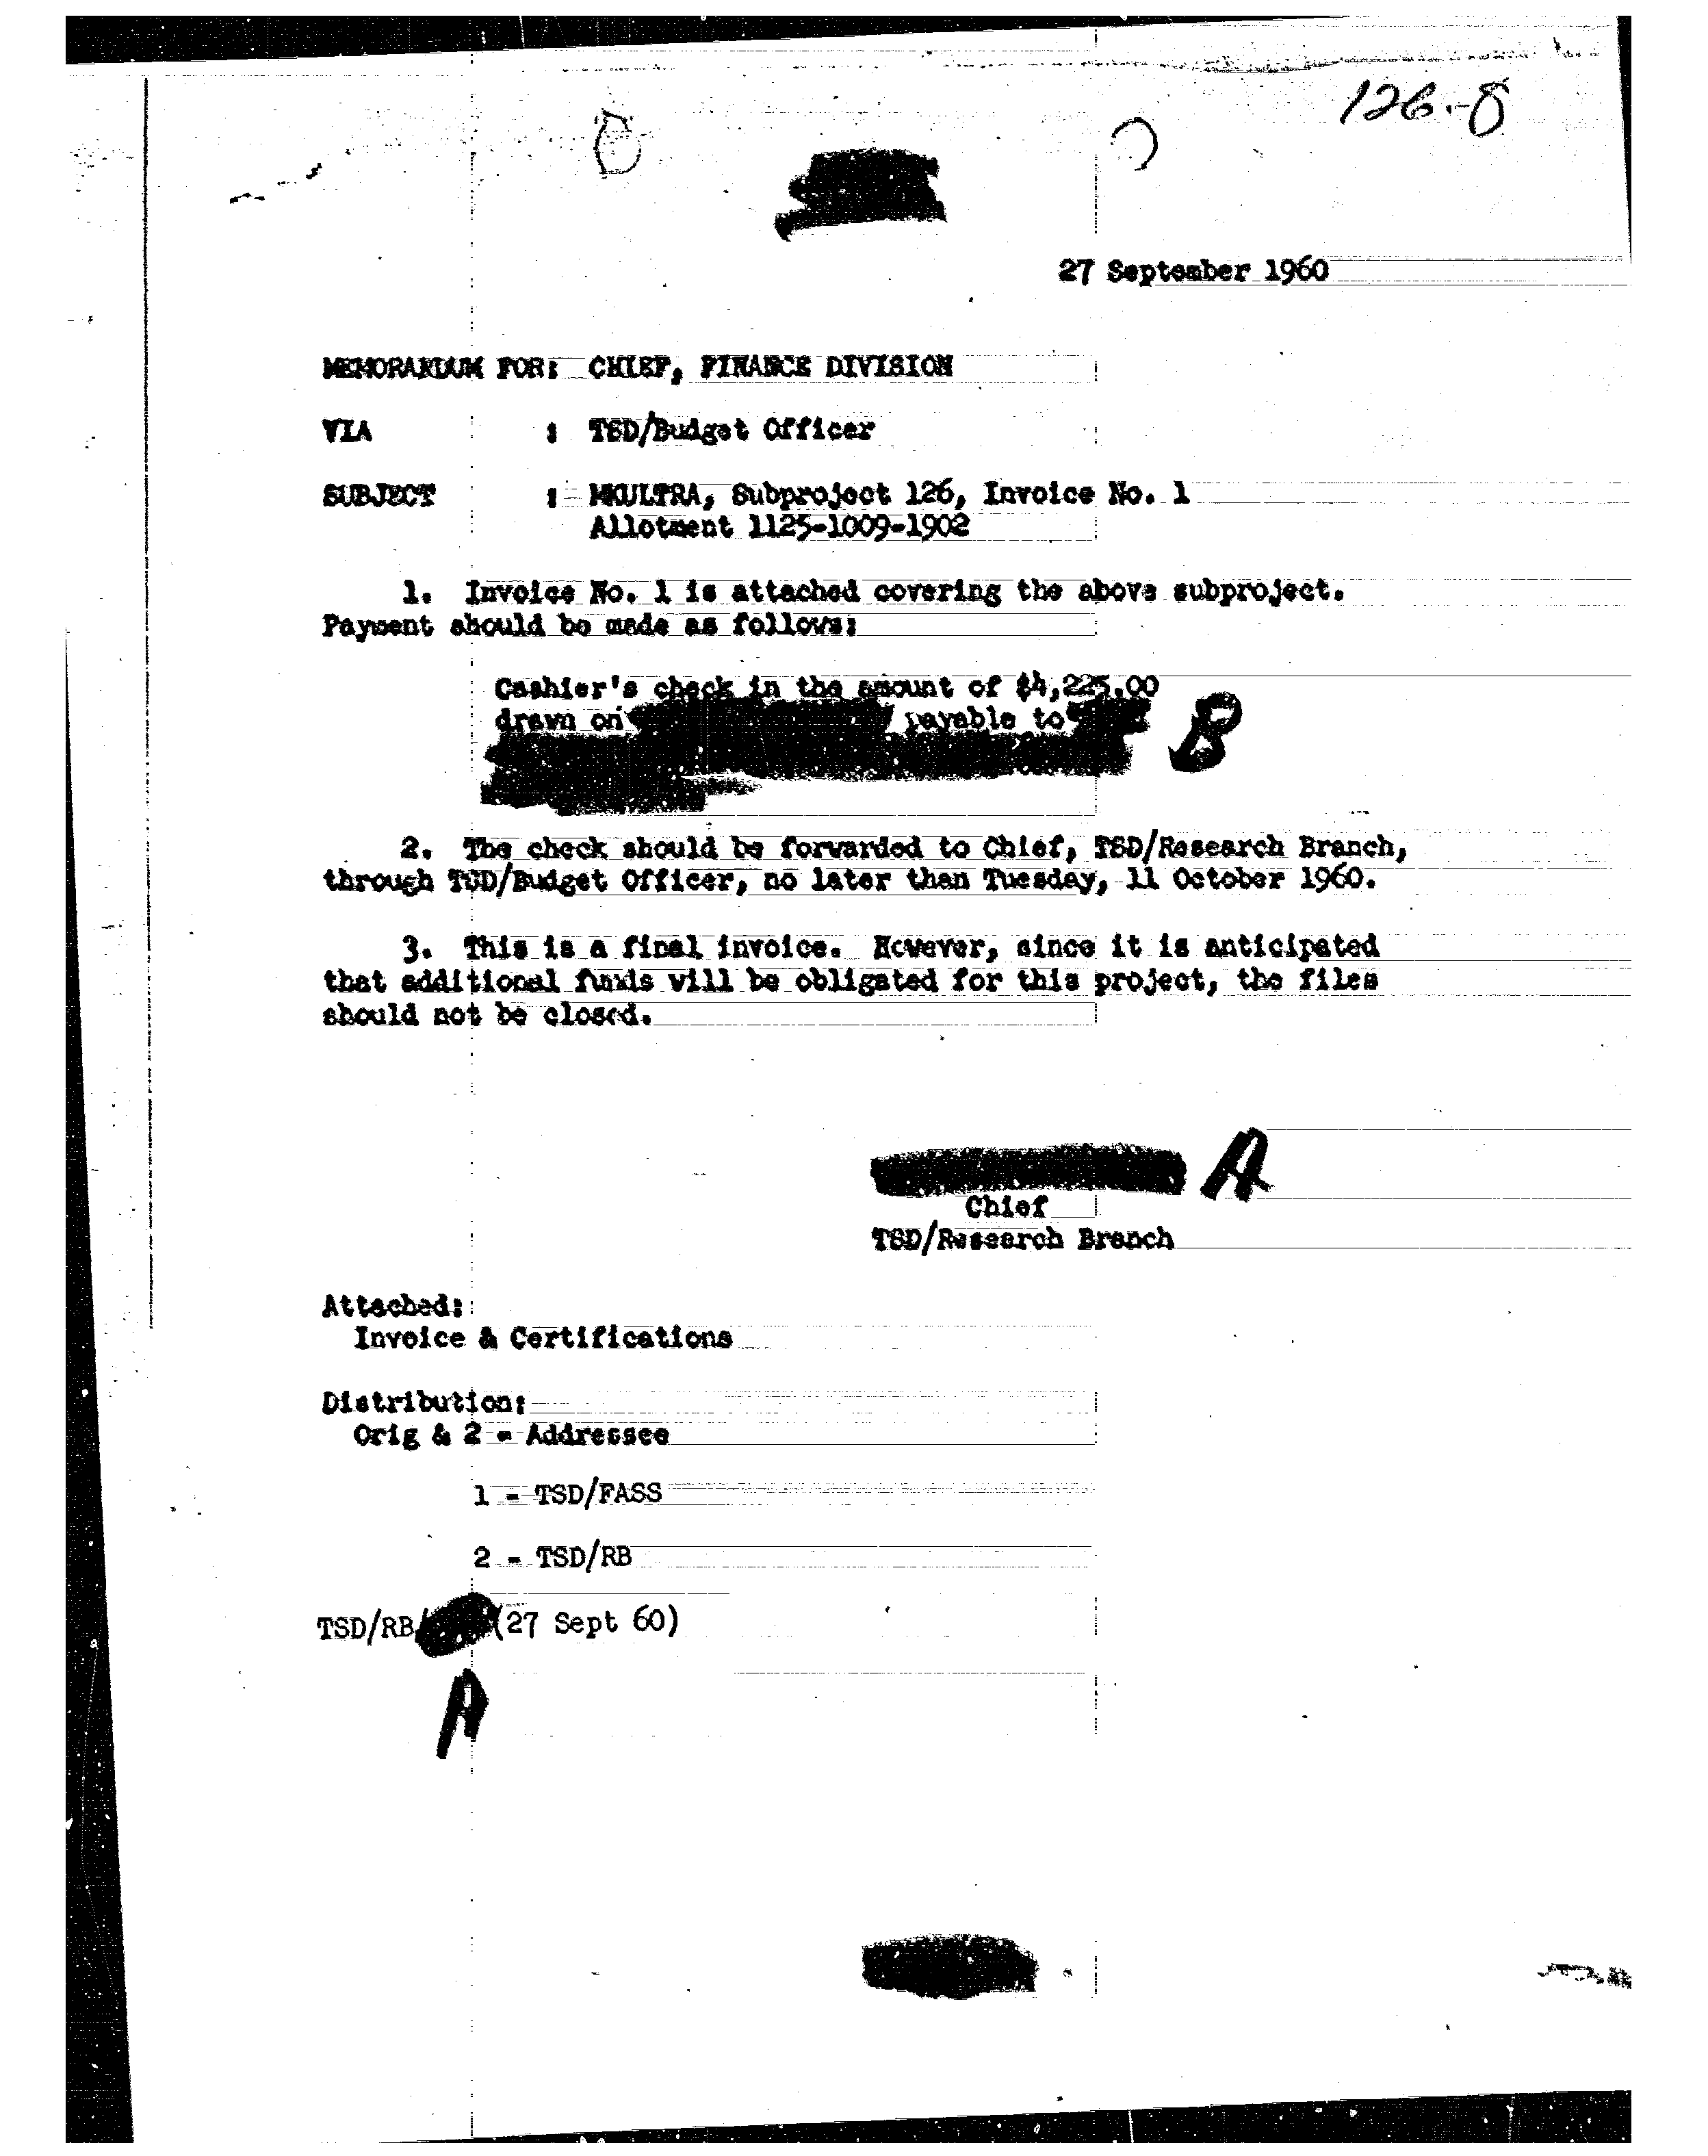 126-8
27 September 1960
MEMORANDUM FOR: CHIEF, FINANCE DIVISION
VIA : TSD/Budget Officer
SUBJECT : MKULTRA, Subproject 126, Invoice No. 1
Allotment 1125-1009-1902
1. Invoice No. 1 is attached covering the above subproject.
Payment should be made as follows:
Cashier's check in the amount of $4,225.00
drawn on payable to
B
2. The check should be forwarded to Chief, TSD/Research Branch,
through TSD/Budget Officer, no later than Tuesday, 11 October 1960.
3. This is a final invoice. However, since it is anticipated
that additional funds will be obligated for this project, the files
should not be closed.
A
Chief
TSD/Research Branch
Attached:
Invoice & Certifications
Distribution:
Orig & 2 - Addressee
1 - TSD/FASS
2 - TSD/RB
TSD/RB/ (27 Sept 60)
A